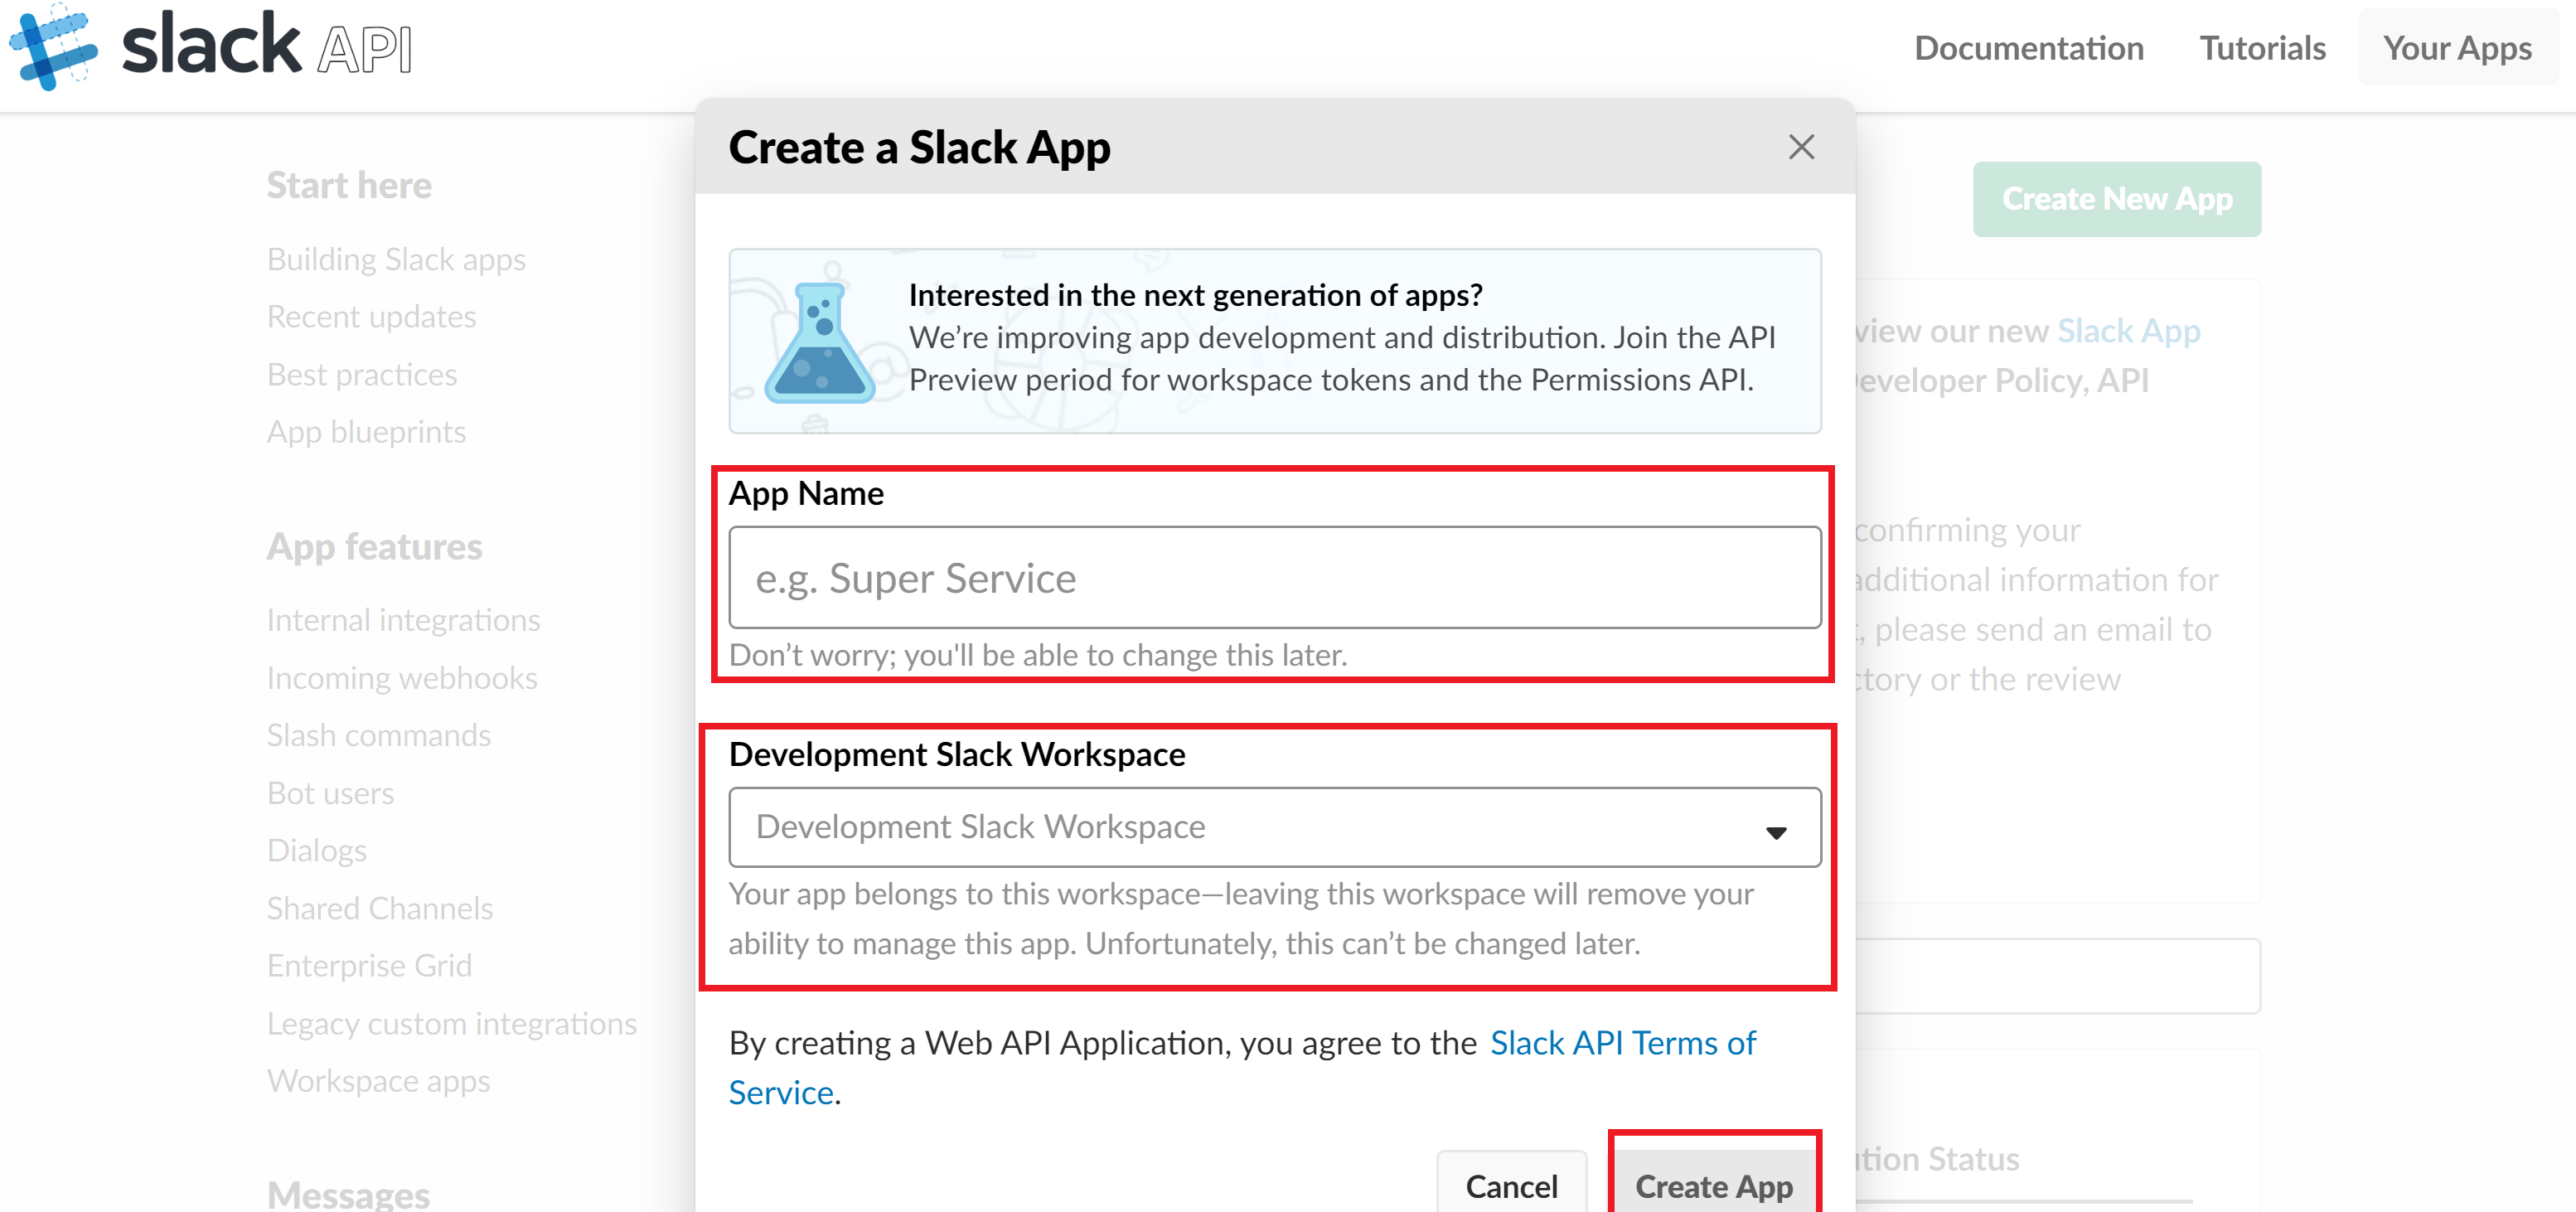 slack API
Documentation
Tutorials
Your Apps
Start here
Building Slack apps
Recent updates
Best practices
App blueprints
App features
Internal integrations
Incoming webhooks
Slash commands
Bot users
Dialogs
Shared Channels
Enterprise Grid
Legacy custom integrations
Workspace apps
Messages
Create a Slack App
Interested in the next generation of apps?
We’re improving app development and distribution. Join the API
Preview period for workspace tokens and the Permissions API.
App Name
e.g. Super Service
Don’t worry; you'll be able to change this later.
Development Slack Workspace
Development Slack Workspace
Your app belongs to this workspace—leaving this workspace will remove your
ability to manage this app. Unfortunately, this can’t be changed later.
By creating a Web API Application, you agree to the Slack API Terms of
Service.
Cancel
Create App
Create New App
view our new Slack App
Policy, API
confirming your
additional information for
please send an email to
or the review
Status